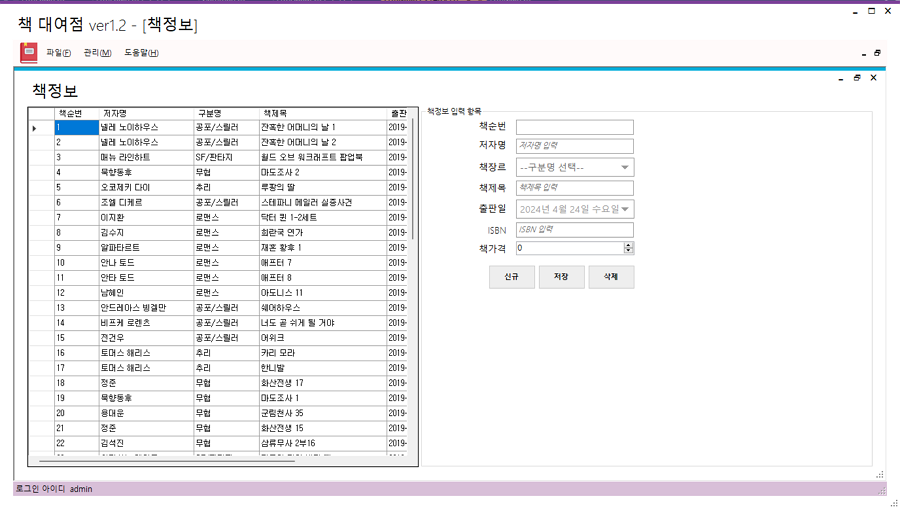 책 대여점 ver1.2 - [책정보]
파일(F) 관리(M) 도움말(H)
책정보
책순번 저자명 구분명 책제목 출판
1 넬레 노이하우스 공포/스릴러 잔혹한 어머니의 날 1 2019-
2 넬레 노이하우스 공포/스릴러 잔혹한 어머니의 날 2 2019-
3 매뉴 라인하트 SF/판타지 월드 오브 워크래프트 팝업북 2019-
4 묵향동후 무협 마도조사 2 2019-
5 오코제키 다이 추리 루팡의 딸 2019-
6 조엘 디케르 공포/스릴러 스테파니 메일러 실종사건 2019-
7 이지환 로맨스 닥터 퀸 1-2세트 2019-
8 김수지 로맨스 희란국 연가 2019-
9 알파타르트 로맨스 재혼 황후 1 2019-
10 안나 토드 로맨스 애프터 7 2019-
11 안타 토드 로맨스 애프터 8 2019-
12 남혜인 로맨스 아도니스 11 2019-
13 안드레아스 빙켈만 공포/스릴러 쉐어하우스 2019-
14 비프케 로렌츠 공포/스릴러 너도 곧 쉬게 될 거야 2019-
15 전건우 공포/스릴러 어위크 2019-
16 토머스 해리스 추리 카리 모라 2019-
17 토머스 해리스 추리 한니발 2019-
18 정준 무협 화산전생 17 2019-
19 묵향동후 무협 마도조사 1 2019-
20 용대운 무협 군림천사 35 2019-
21 정준 무협 화산전생 15 2019-
22 김석진 무협 삼류무사 2부16 2019-
책정보 입력 항목
책순번
저자명 저자명 입력
책장르 --구분명 선택--
책제목 책제목 입력
출판일 2024년 4월 24일 수요일
ISBN ISBN 입력
책가격 0
신규 저장 삭제
로그인 아이디 admin